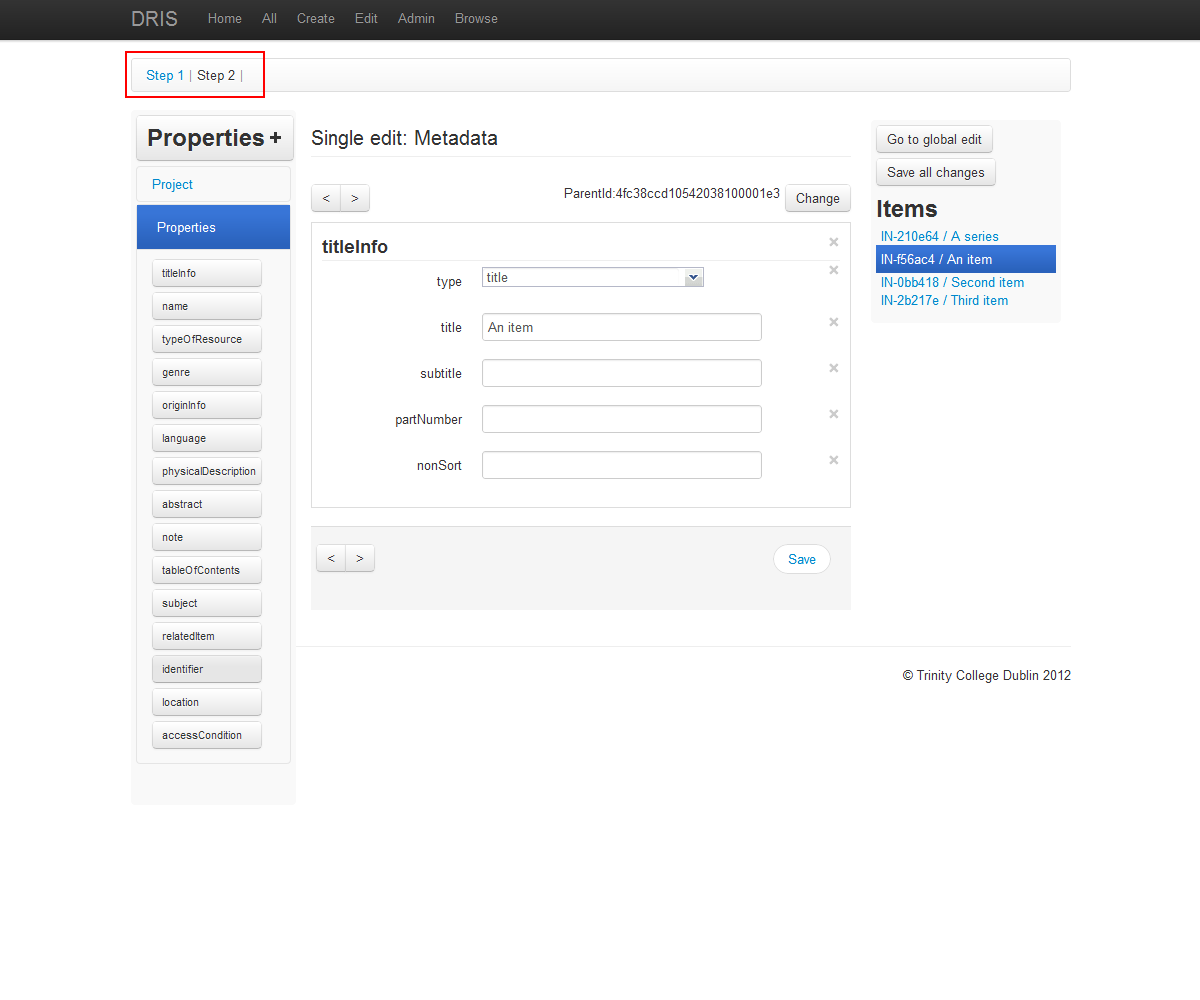 DRIS Home All Create Edit Admin Browse
Step 1 | Step 2 |
Properties +
Project
Properties
titleInfo
name
typeOfResource
genre
originInfo
language
physicalDescription
abstract
note
tableOfContents
subject
relatedItem
identifier
location
accessCondition
Single edit: Metadata
< > ParentId:4fc38ccd10542038100001e3 Change
titleInfo ×
type title ×
title An item ×
subtitle ×
partNumber ×
nonSort ×
< > Save
Go to global edit
Save all changes
Items
IN-210e64 / A series
IN-f56ac4 / An item
IN-0bb418 / Second item
IN-2b217e / Third item
© Trinity College Dublin 2012